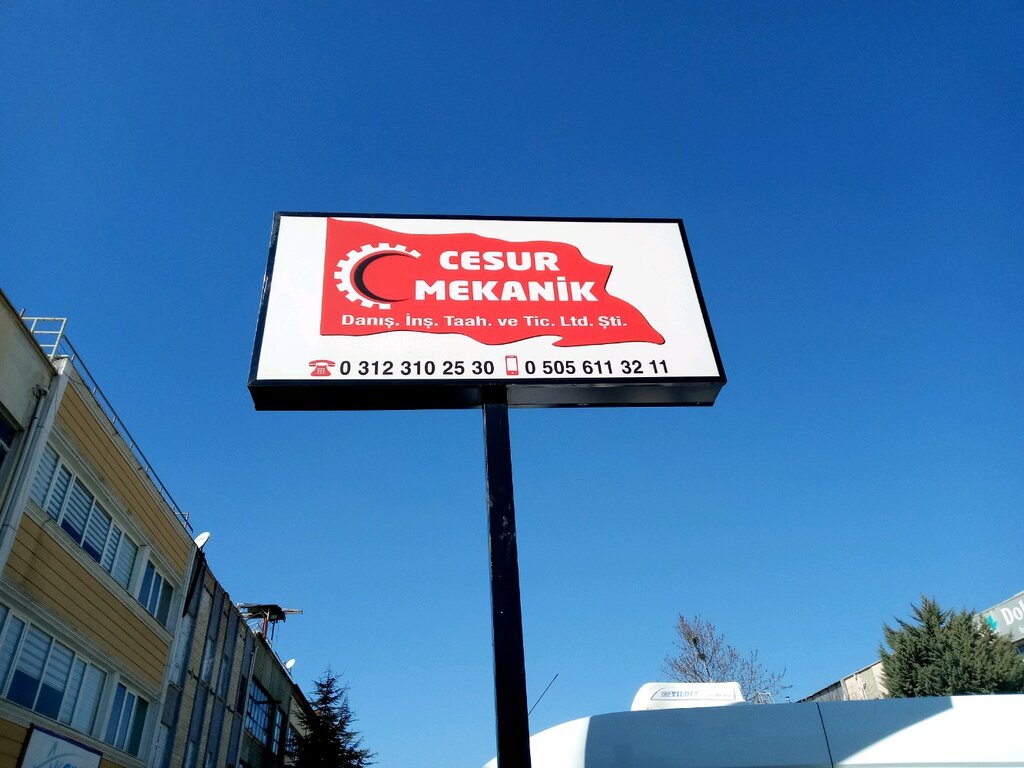 CESUR
MEKANİK
Danış. İnş. Taah. ve Tic. Ltd. Şti.
0 312 310 25 30 0 505 611 32 11
YILDIZ